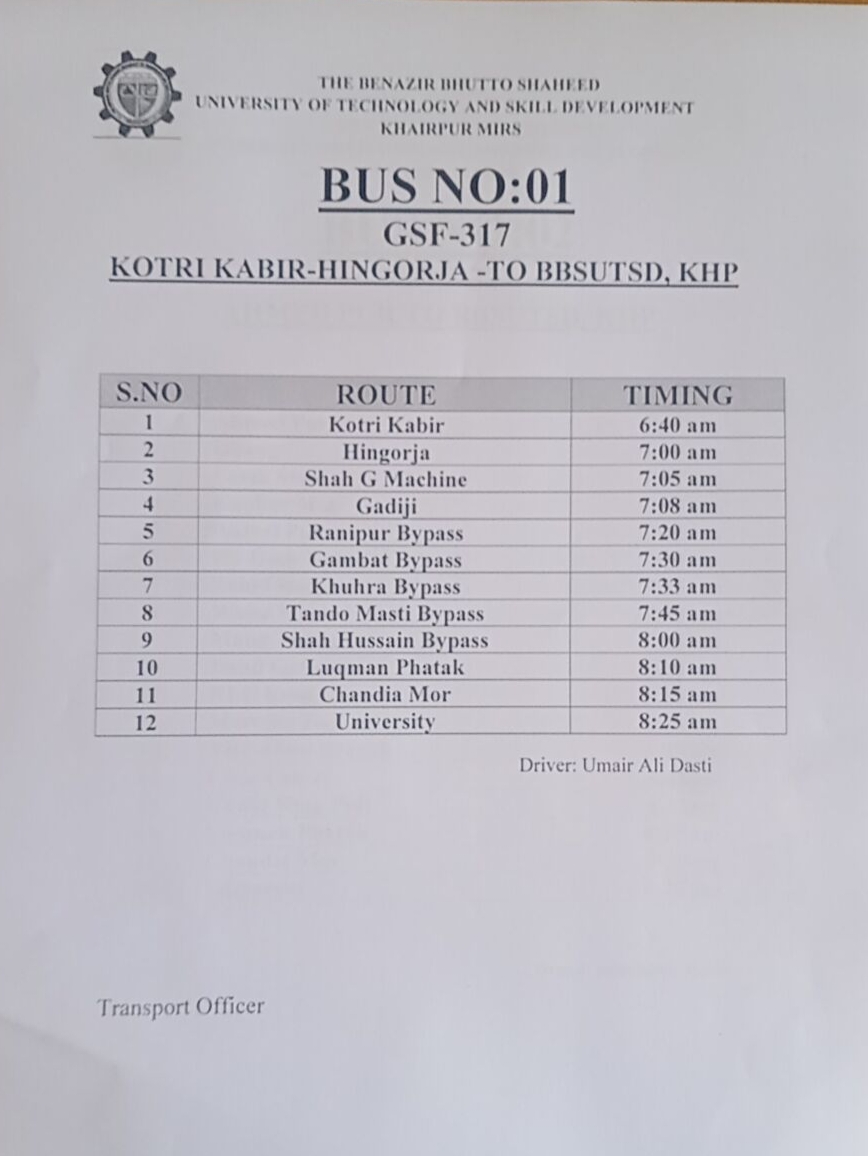 THE BENAZIR BHUTTO SHAHEED
UNIVERSITY OF TECHNOLOGY AND SKILL DEVELOPMENT
KHAIRPUR MIRS
BUS NO:01
GSF-317
KOTRI KABIR-HINGORJA -TO BBSUTSD, KHP
S.NO ROUTE TIMING
1 Kotri Kabir 6:40 am
2 Hingorja 7:00 am
3 Shah G Machine 7:05 am
4 Gadiji 7:08 am
5 Ranipur Bypass 7:20 am
6 Gambat Bypass 7:30 am
7 Khuhra Bypass 7:33 am
8 Tando Masti Bypass 7:45 am
9 Shah Hussain Bypass 8:00 am
10 Luqman Phatak 8:10 am
11 Chandia Mor 8:15 am
12 University 8:25 am
Driver: Umair Ali Dasti
Transport Officer